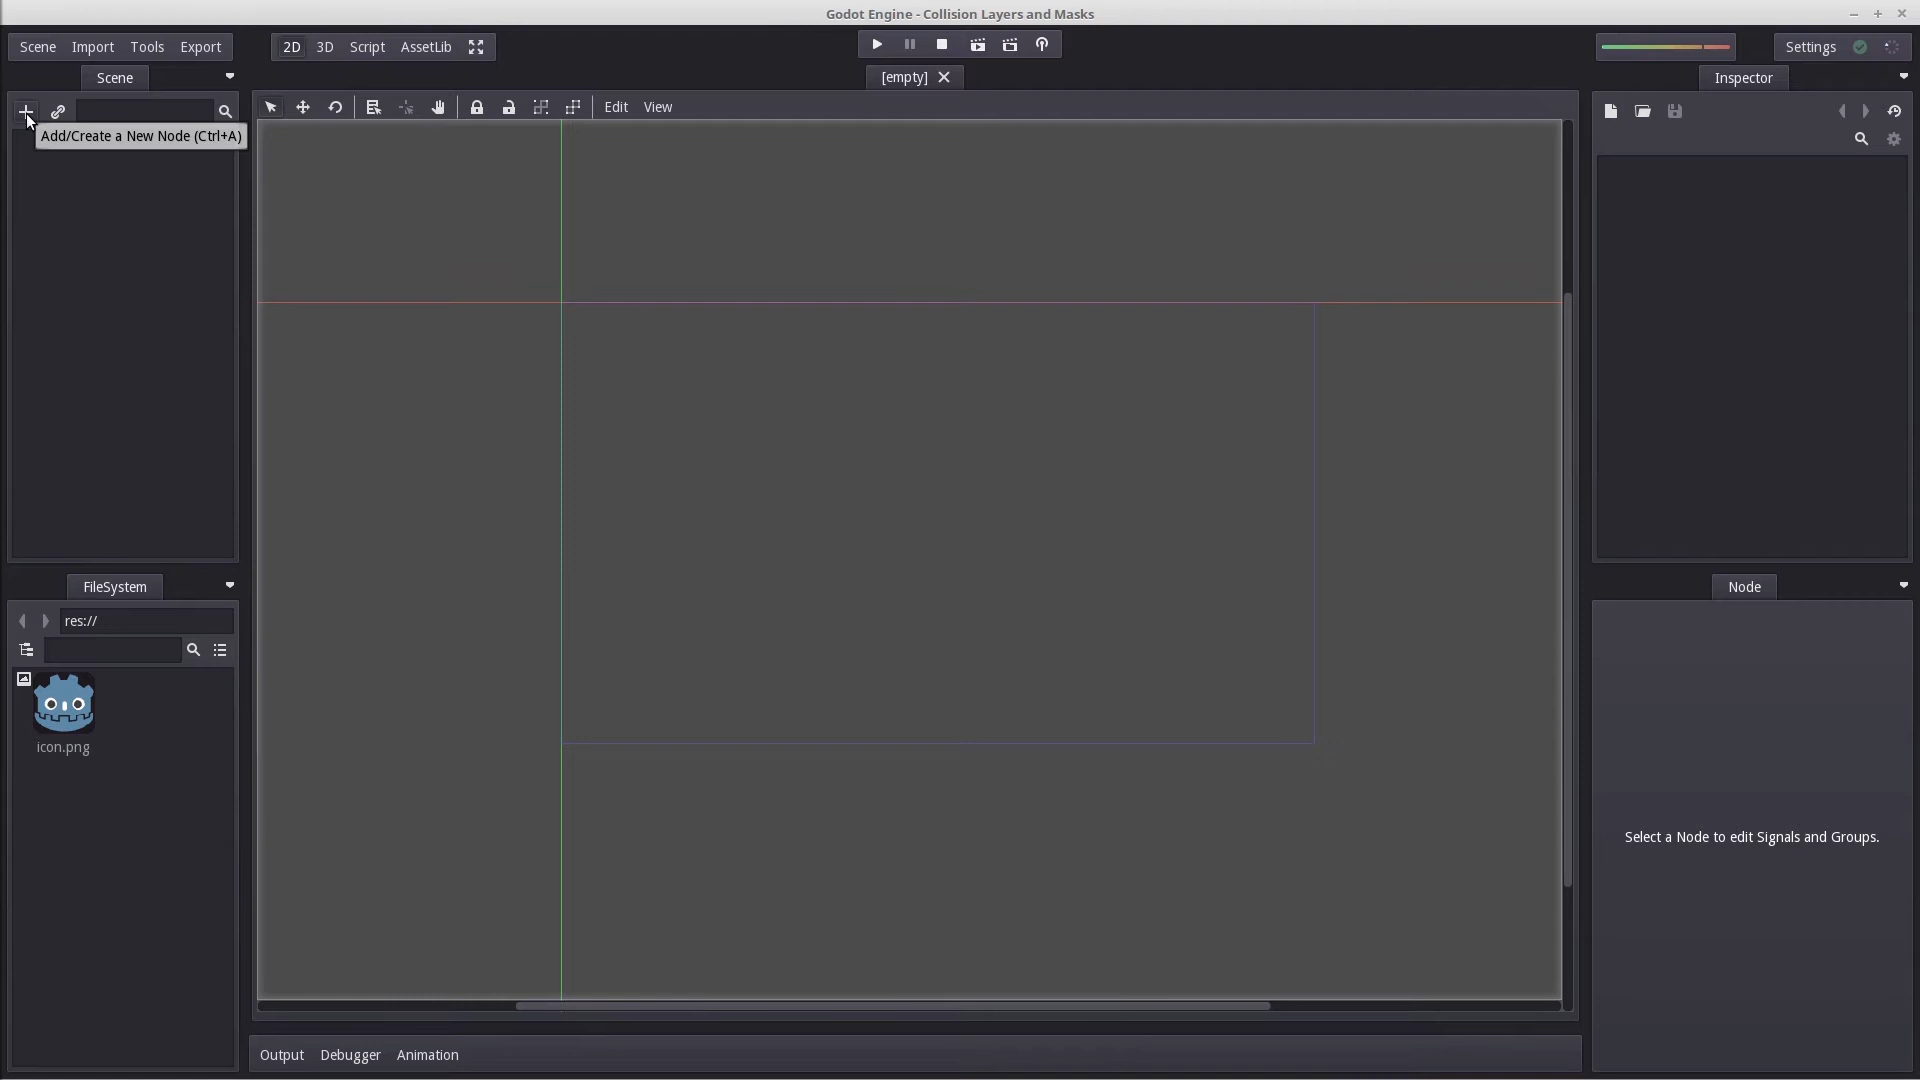 Godot Engine - Collision Layers and Masks
Scene Import Tools Export
2D 3D Script AssetLib
Settings
Scene
[empty]
Inspector
Edit View
Add/Create a New Node (Ctrl+A)
FileSystem
Node
res://
icon.png
Select a Node to edit Signals and Groups.
Output Debugger Animation